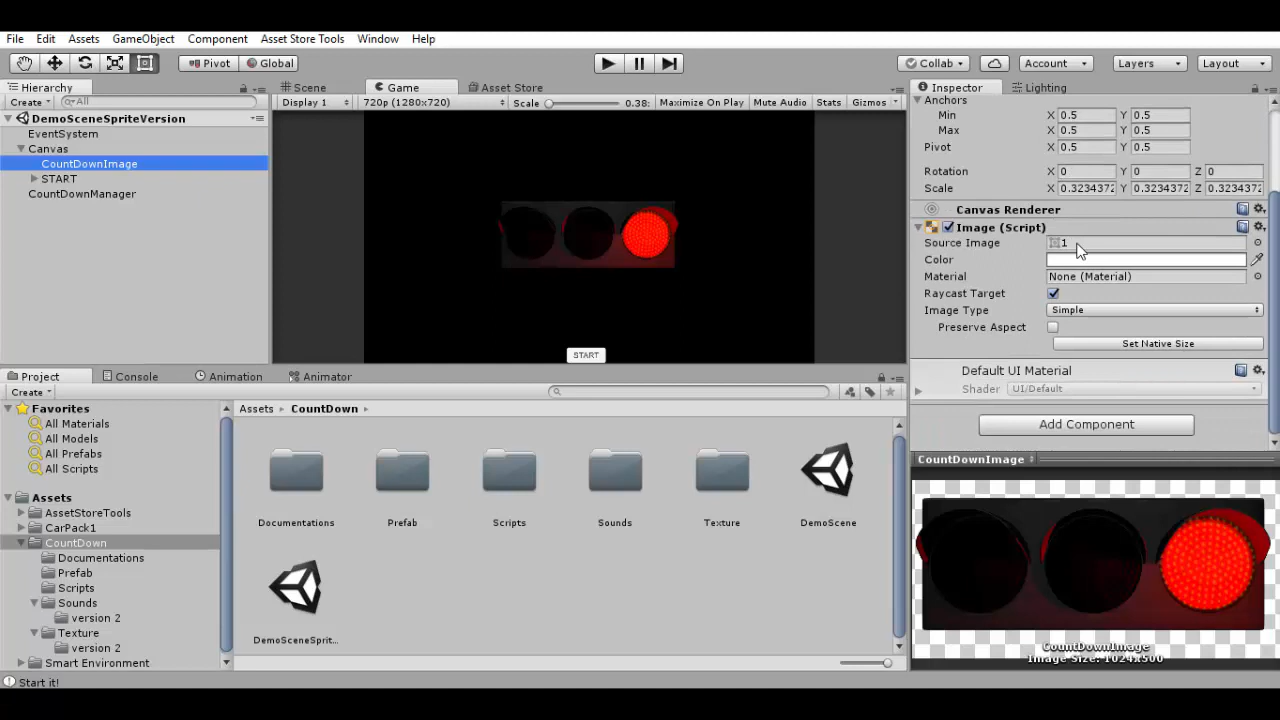 File Edit Assets GameObject Component Asset Store Tools Window Help
Pivot Global Collab Account Layers Layout
Hierarchy Scene Game Asset Store Inspector Lighting
Create All Display 1 720p (1280x720) Scale 0.38: Maximize On Play Mute Audio Stats Gizmos
DemoSceneSpriteVersion
EventSystem
Canvas
CountDownImage
START
CountDownManager
START
Anchors
Min X 0.5 Y 0.5
Max X 0.5 Y 0.5
Pivot X 0.5 Y 0.5
Rotation X 0 Y 0 Z 0
Scale X 0.3234372 Y 0.3234372 Z 0.3234372
Canvas Renderer
Image (Script)
Source Image 1
Color
Material None (Material)
Raycast Target
Image Type Simple
Preserve Aspect
Set Native Size
Default UI Material
Shader UI/Default
Add Component
CountDownImage
CountDownImage
Image Size: 1024x500
Project Console Animation Animator
Create
Favorites
All Materials
All Models
All Prefabs
All Scripts
Assets
AssetStoreTools
CarPack1
CountDown
Documentations
Prefab
Scripts
Sounds
version 2
Texture
version 2
Smart Environment
Assets CountDown
Documentations Prefab Scripts Sounds Texture DemoScene
DemoSceneSprit...
Start it!